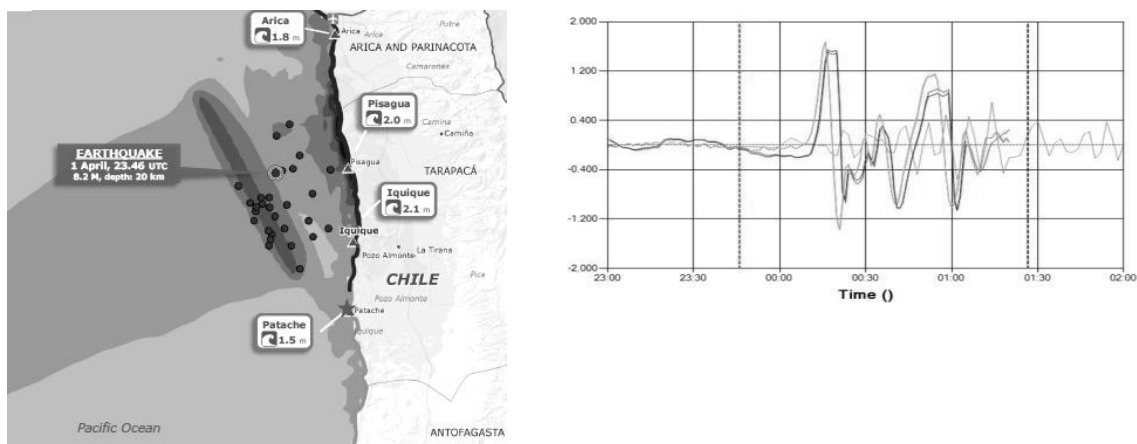 Arica
1.8 m
Arica
Arica
Putre
ARICA AND PARINACOTA
Camarones
Pisagua
2.0 m
Camina
Camiña
EARTHQUAKE
1 April, 23.46 UTC
8.2 M, depth: 20 km
Pisagua
TARAPACÁ
Iquique
2.1 m
Iquique
La Tirana
Pozo Almonte
Pica
CHILE
Pozo Almonte
Patache
Patache
1.5 m
Iquique
Pacific Ocean
ANTOFAGASTA
2.000
1.200
0.400
-0.400
-1.200
-2.000
23:00
23:30
00:00
00:30
01:00
01:30
02:00
Time ()